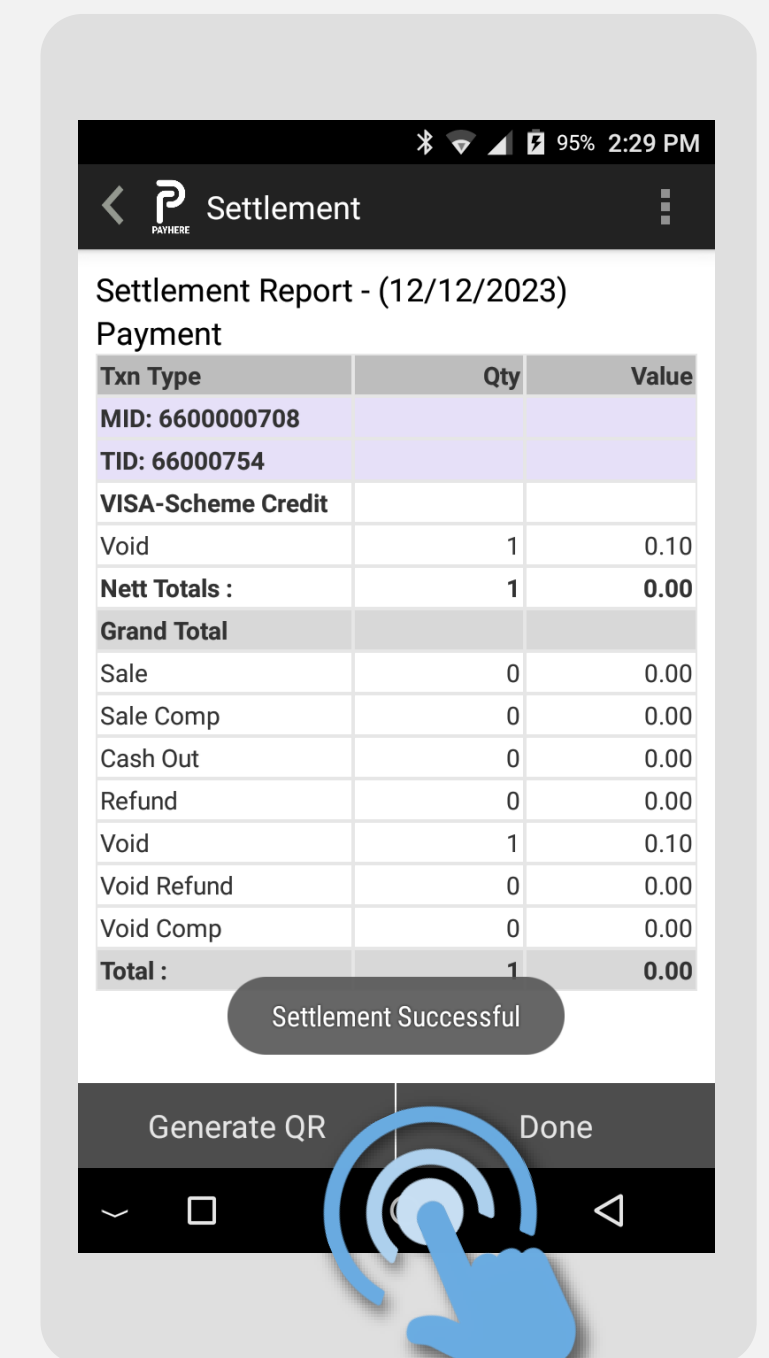 95% 2:29 PM
PAYHERE
Settlement
Settlement Report - (12/12/2023)
Payment
Txn Type Qty Value
MID: 6600000708
TID: 66000754
VISA-Scheme Credit
Void 1 0.10
Nett Totals : 1 0.00
Grand Total
Sale 0 0.00
Sale Comp 0 0.00
Cash Out 0 0.00
Refund 0 0.00
Void 1 0.10
Void Refund 0 0.00
Void Comp 0 0.00
Total : 1 0.00
Settlement Successful
Generate QR Done